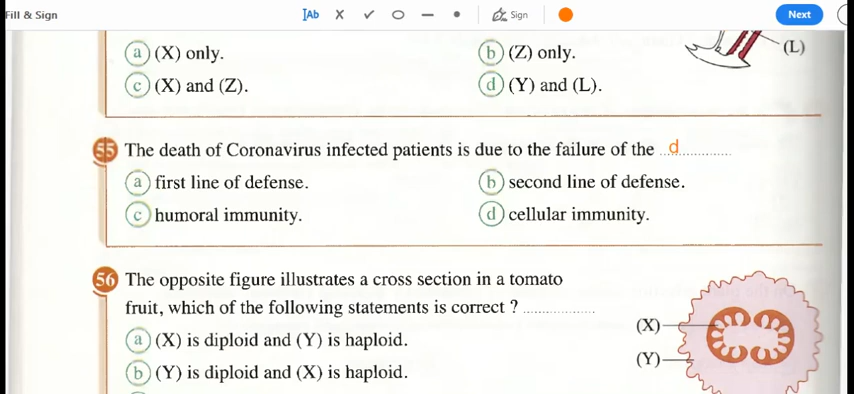 Fill & Sign
IAb X Sign Next
(L)
a (X) only.
b (Z) only.
c (X) and (Z).
d (Y) and (L).
55 The death of Coronavirus infected patients is due to the failure of the ..d..............
a first line of defense.
b second line of defense.
c humoral immunity.
d cellular immunity.
56 The opposite figure illustrates a cross section in a tomato
fruit, which of the following statements is correct ? ...................
(X)
(Y)
a (X) is diploid and (Y) is haploid.
b (Y) is diploid and (X) is haploid.